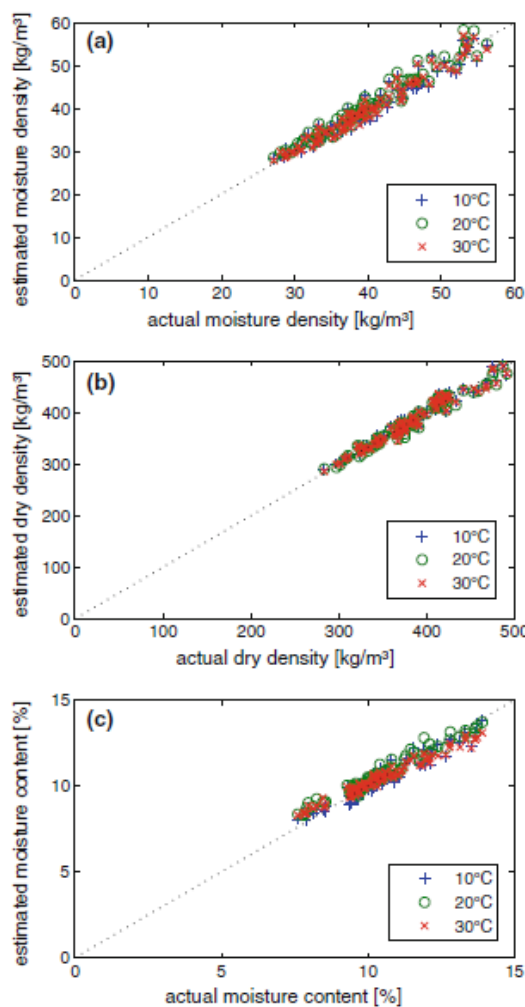 (a)
estimated moisture density [kg/m³]
60
50
40
30
20
10
0
10°C
20°C
30°C
0 10 20 30 40 50 60
actual moisture density [kg/m³]
(b)
estimated dry density [kg/m³]
500
400
300
200
100
0
10°C
20°C
30°C
0 100 200 300 400 500
actual dry density [kg/m³]
(c)
estimated moisture content [%]
15
10
5
0
10°C
20°C
30°C
0 5 10 15
actual moisture content [%]